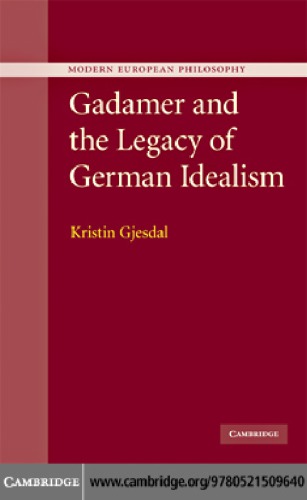 MODERN EUROPEAN PHILOSOPHY
Gadamer and
the Legacy of
German Idealism
Kristin Gjesdal
CAMBRIDGE
CAMBRIDGE www.cambridge.org/9780521509640